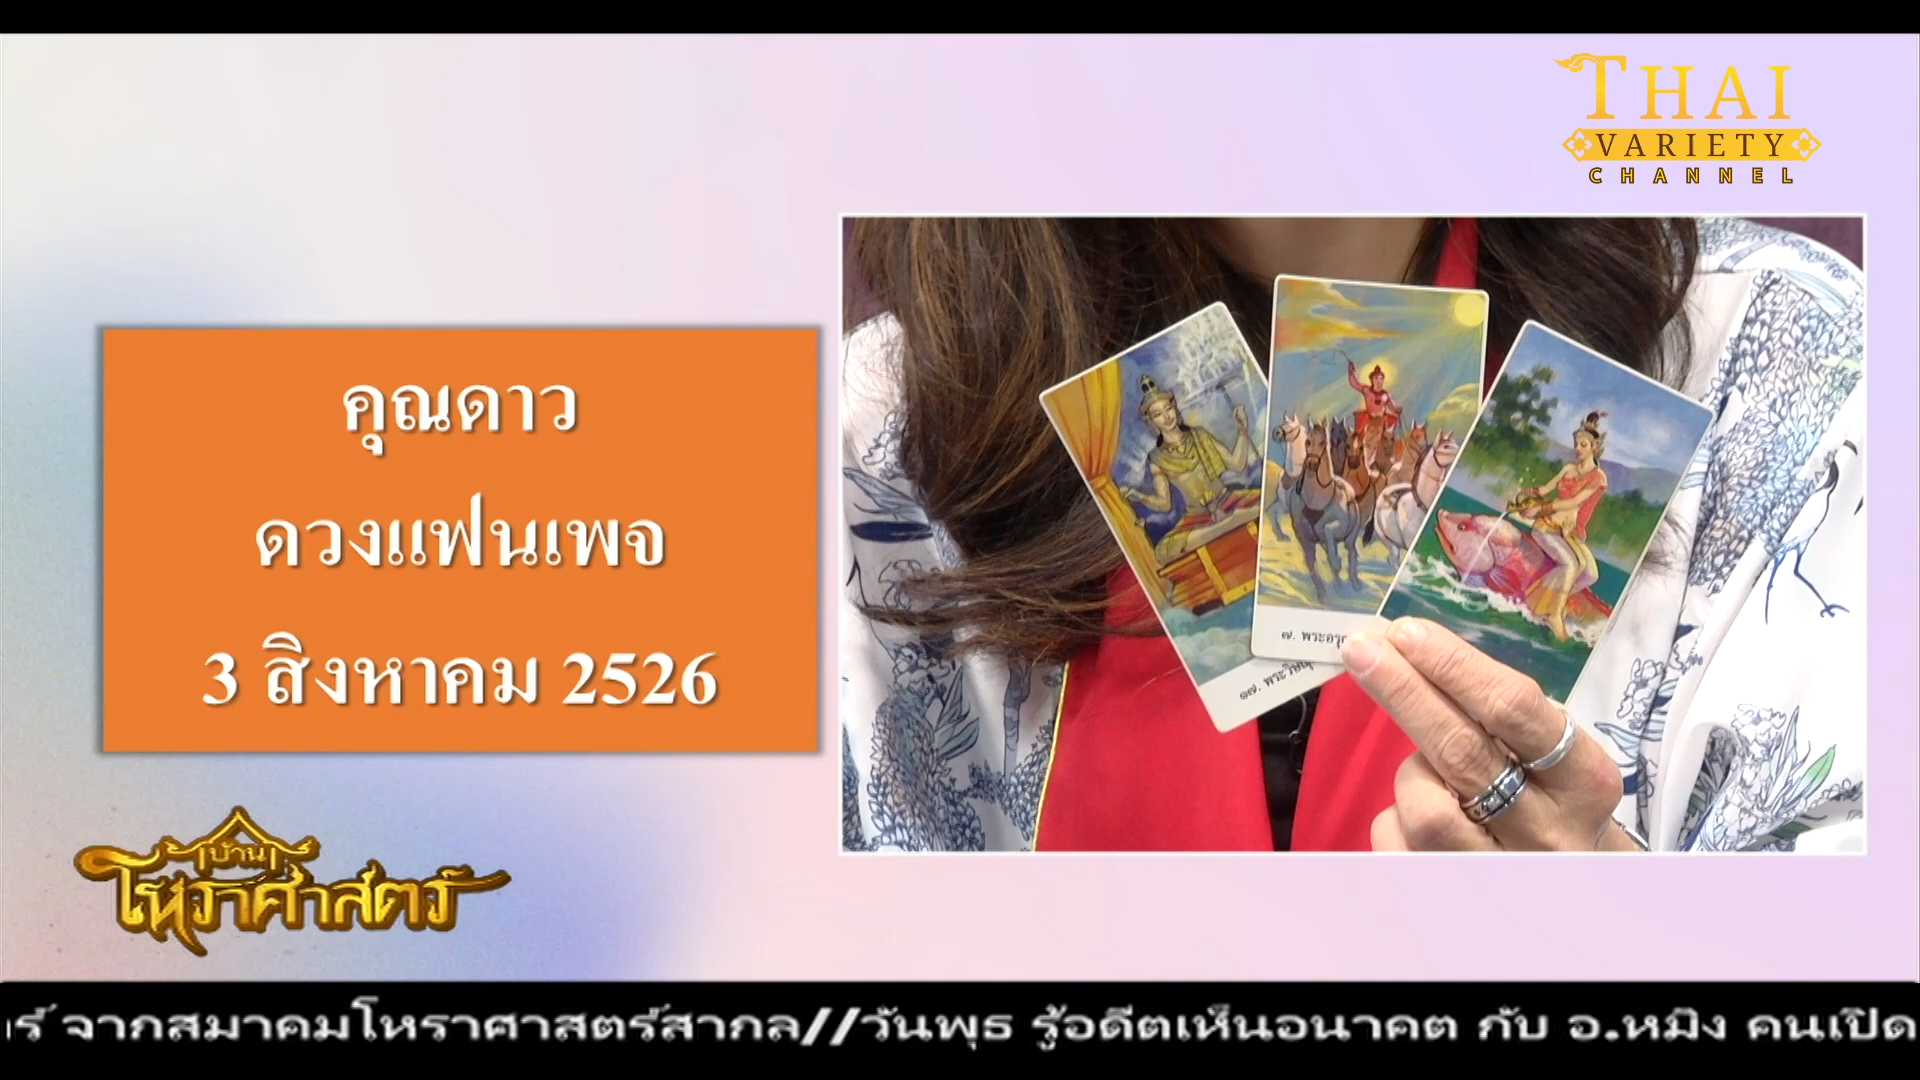 THAI
VARIETY
CHANNEL
คุณดาว
ดวงแฟนเพจ
3 สิงหาคม 2526
๗.
๑๗.
บ้าน
โหราศาสตร์
จากสมาคมโหราศาสตร์สากล//วันพุธ รู้อดีตเห็นอนาคต กับ อ.หมิง คนเปิด